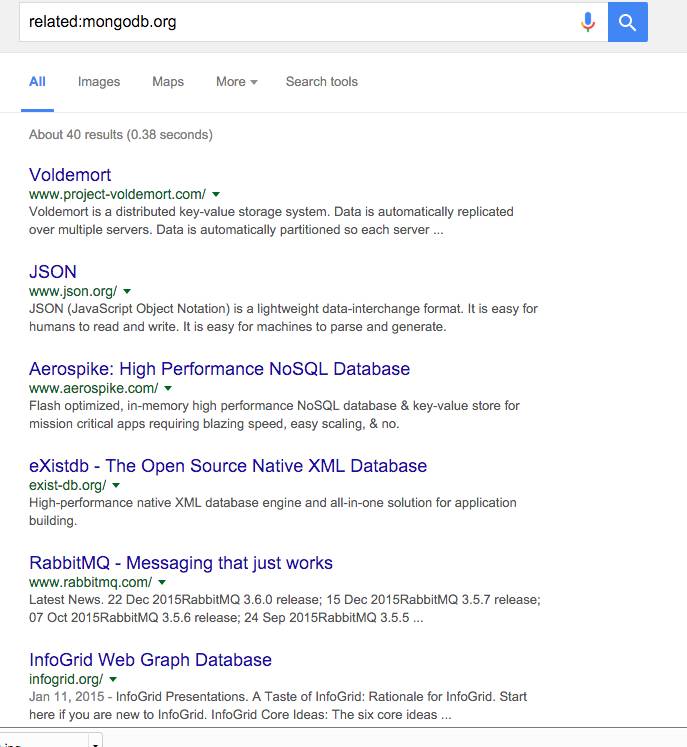 related:mongodb.org
All Images Maps More Search tools
About 40 results (0.38 seconds)
Voldemort
www.project-voldemort.com/
Voldemort is a distributed key-value storage system. Data is automatically replicated
over multiple servers. Data is automatically partitioned so each server ...
JSON
www.json.org/
JSON (JavaScript Object Notation) is a lightweight data-interchange format. It is easy for
humans to read and write. It is easy for machines to parse and generate.
Aerospike: High Performance NoSQL Database
www.aerospike.com/
Flash optimized, in-memory high performance NoSQL database & key-value store for
mission critical apps requiring blazing speed, easy scaling, & no.
eXistdb - The Open Source Native XML Database
exist-db.org/
High-performance native XML database engine and all-in-one solution for application
building.
RabbitMQ - Messaging that just works
www.rabbitmq.com/
Latest News. 22 Dec 2015RabbitMQ 3.6.0 release; 15 Dec 2015RabbitMQ 3.5.7 release;
07 Oct 2015RabbitMQ 3.5.6 release; 24 Sep 2015RabbitMQ 3.5.5 ...
InfoGrid Web Graph Database
infogrid.org/
Jan 11, 2015 - InfoGrid Presentations. A Taste of InfoGrid: Rationale for InfoGrid. Start
here if you are new to InfoGrid. InfoGrid Core Ideas: The six core ideas ...